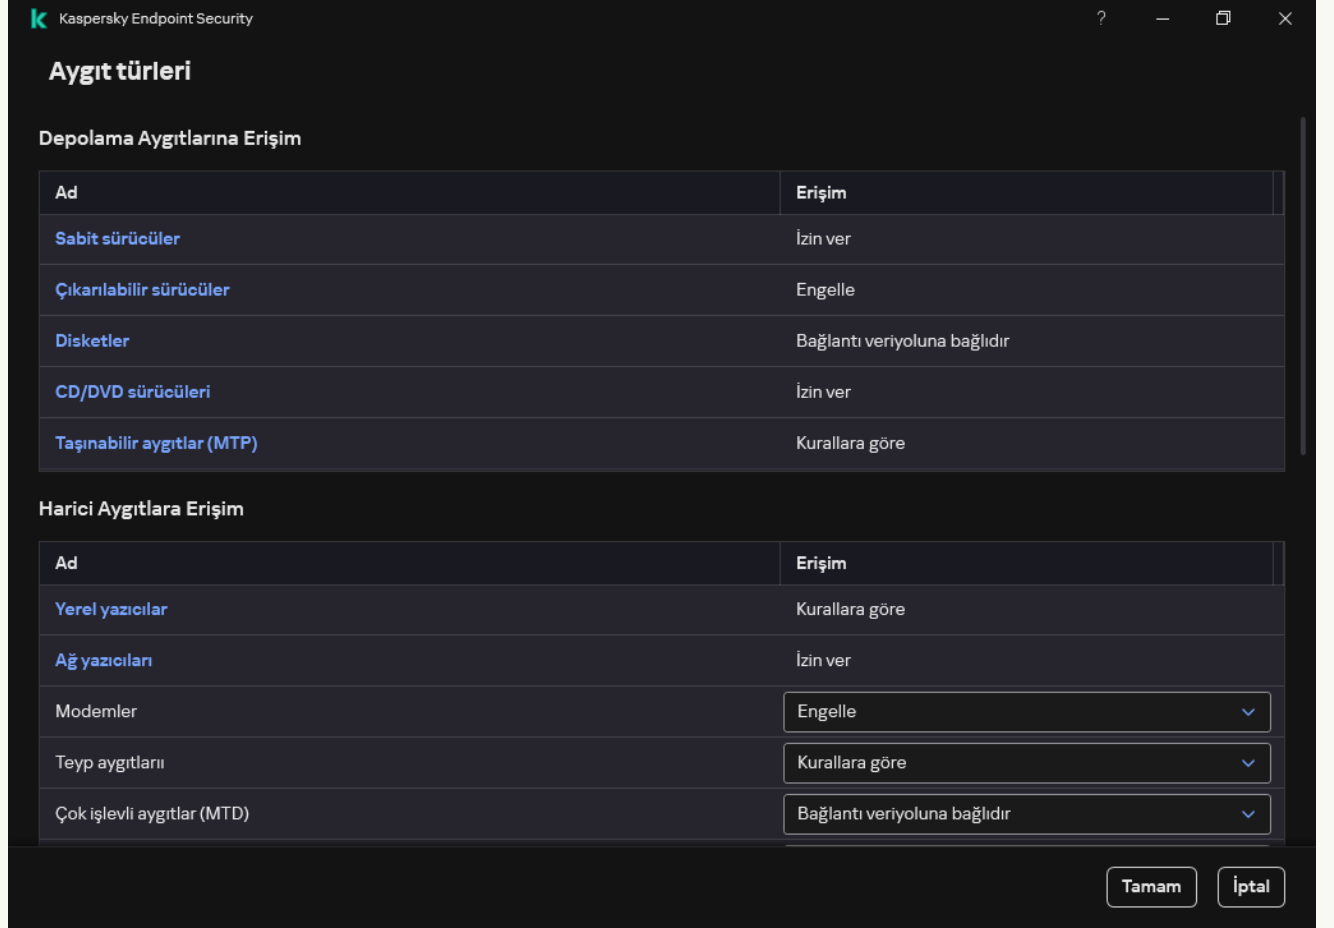 Kaspersky Endpoint Security
Aygıt türleri
Depolama Aygıtlarına Erişim
Ad Erişim
Sabit sürücüler İzin ver
Çıkarılabilir sürücüler Engelle
Disketler Bağlantı veriyoluna bağlıdır
CD/DVD sürücüleri İzin ver
Taşınabilir aygıtlar (MTP) Kurallara göre
Harici Aygıtlara Erişim
Ad Erişim
Yerel yazıcılar Kurallara göre
Ağ yazıcıları İzin ver
Modemler Engelle
Teyp aygıtlarıı Kurallara göre
Çok işlevli aygıtlar (MTD) Bağlantı veriyoluna bağlıdır
Tamam İptal